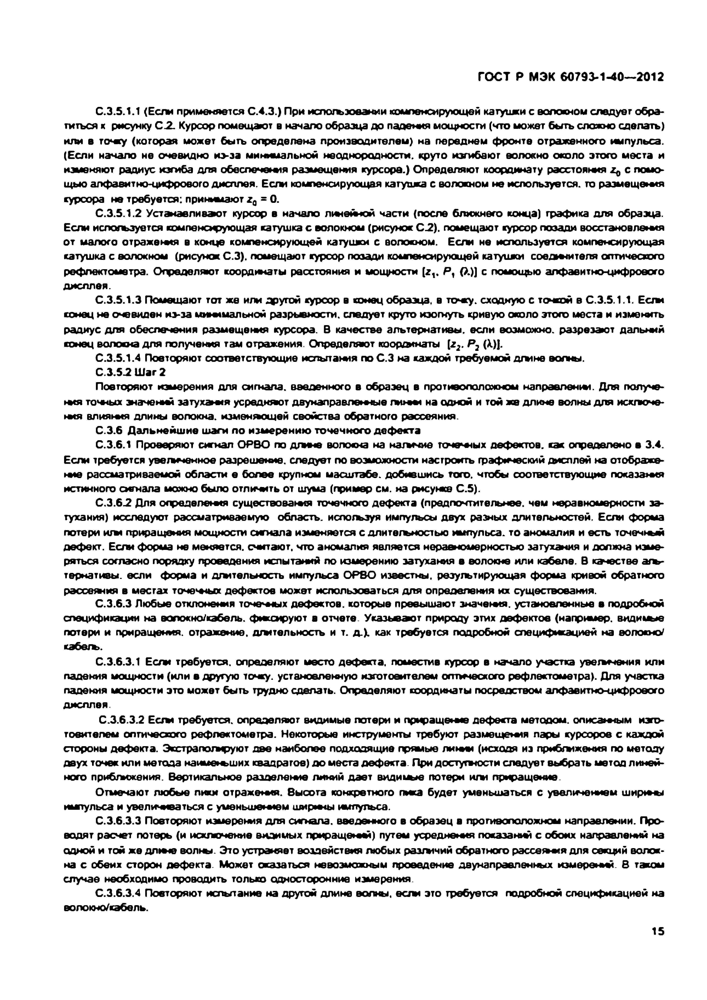 ГОСТ Р МЭК 60793-1-40—2012
С.3.5.1.1 (Если применяется С.4.3.) При использовании компенсирующей катушки с волокном следует обра-
титься к рисунку С.2. Курсор помещают в начало образца до падения мощности (что может быть сложно сделать)
или в точку (которая может быть определена производителем) на переднем фронте отраженного импульса.
(Если начало не очевидно из-за минимальной неоднородности, круто изгибают волокно около этого места и
изменяют радиус изгиба для обеспечения размещения курсора.) Определяют координату расстояния z₀ с помо-
щью алфавитно-цифрового дисплея. Если компенсирующая катушка с волокном не используется, то размещения
курсора не требуется; принимают z₀ = 0.
С.3.5.1.2 Устанавливают курсор в начало линейной части (после ближнего конца) графика для образца.
Если используется компенсирующая катушка с волокном (рисунок С.2), помещают курсор позади восстановления
от малого отражения в конце компенсирующей катушки с волокном. Если не используется компенсирующая
катушка с волокном (рисунок С.3), помещают курсор позади компенсирующей катушки соединителя оптического
рефлектометра. Определяют координаты расстояния и мощности [z₁, P₁ (λ)] с помощью алфавитно-цифрового
дисплея.
С.3.5.1.3 Помещают тот же или другой курсор в конец образца, в точку, сходную с точкой в С.3.5.1.1. Если
конец не очевиден из-за минимальной разрывности, следует круто изогнуть кривую около этого места и изменить
радиус для обеспечения размещения курсора. В качестве альтернативы, если возможно, разрезают дальний
конец волокна для получения там отражения. Определяют координаты [z₂, P₂ (λ)].
С.3.5.1.4 Повторяют соответствующие испытания по С.3 на каждой требуемой длине волны.
С.3.5.2 Шаг 2
Повторяют измерения для сигнала, введенного в образец в противоположном направлении. Для получе-
ния точных значений затухания усредняют двунаправленные линии на одной и той же длине волны для исключе-
ния влияния длины волокна, изменяющей свойства обратного рассеяния.
С.3.6 Дальнейшие шаги по измерению точечного дефекта
С.3.6.1 Проверяют сигнал ОРВО по длине волокна на наличие точечных дефектов, как определено в 3.4.
Если требуется увеличенное разрешение, следует по возможности настроить графический дисплей на отображе-
ние рассматриваемой области в более крупном масштабе, добившись того, чтобы соответствующие показания
истинного сигнала можно было отличить от шума (пример см. на рисунке С.5).
С.3.6.2 Для определения существования точечного дефекта (предпочтительнее, чем неравномерности за-
тухания) исследуют рассматриваемую область, используя импульсы двух разных длительностей. Если форма
потери или приращения мощности сигнала изменяется с длительностью импульса, то аномалия и есть точечный
дефект. Если форма не меняется, считают, что аномалия является неравномерностью затухания и должна изме-
ряться согласно порядку проведения испытаний по измерению затухания в волокне или кабеле. В качестве аль-
тернативы, если форма и длительность импульса ОРВО известны, результирующая форма кривой обратного
рассеяния в местах точечных дефектов может использоваться для определения их существования.
С.3.6.3 Любые отклонения точечных дефектов, которые превышают значения, установленные в подробной
спецификации на волокно/кабель, фиксируют в отчете. Указывают природу этих дефектов (например, видимые
потери и приращения, отражение, длительность и т. д.), как требуется подробной спецификацией на волокно/
кабель.
С.3.6.3.1 Если требуется, определяют место дефекта, поместив курсор в начало участка увеличения или
падения мощности (или в другую точку, установленную изготовителем оптического рефлектометра). Для участка
падения мощности это может быть трудно сделать. Определяют координаты посредством алфавитно-цифрового
дисплея.
С.3.6.3.2 Если требуется, определяют видимые потери и приращение дефекта методом, описанным изго-
товителем оптического рефлектометра. Некоторые инструменты требуют размещения пары курсоров с каждой
стороны дефекта. Экстраполируют две наиболее подходящие прямые линии (исходя из приближения по методу
двух точек или метода наименьших квадратов) до места дефекта. При доступности следует выбрать метод линей-
ного приближения. Вертикальное разделение линий дает видимые потери или приращение.
Отмечают любые пики отражения. Высота конкретного пика будет уменьшаться с увеличением ширины
импульса и увеличиваться с уменьшением ширины импульса.
С.3.6.3.3 Повторяют измерения для сигнала, введенного в образец в противоположном направлении. Про-
водят расчет потерь (и исключение видимых приращений) путем усреднения показаний с обоих направлений на
одной и той же длине волны. Это устраняет воздействия любых различий обратного рассеяния для секций волок-
на с обеих сторон дефекта. Может оказаться невозможным проведение двунаправленных измерений. В таком
случае необходимо проводить только односторонние измерения.
С.3.6.3.4 Повторяют испытание на другой длине волны, если это требуется подробной спецификацией на
волокно/кабель.
15